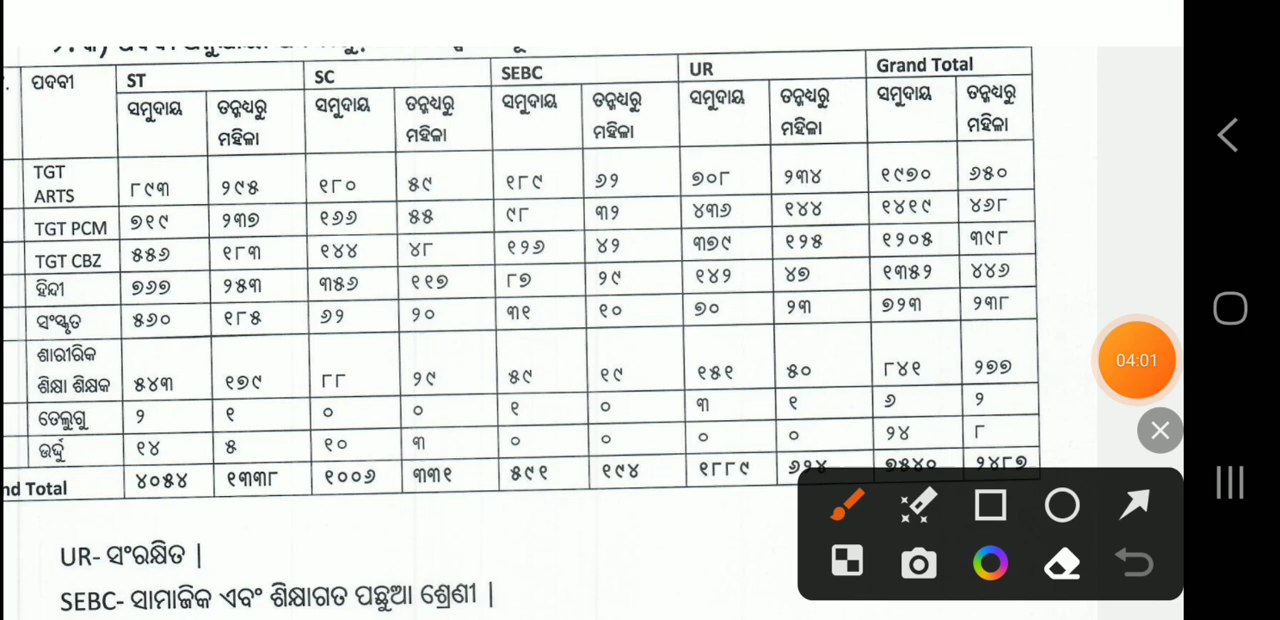 ପଦବୀ ST SC SEBC UR Grand Total
ସମୁଦାୟ ତନ୍ମଧ୍ୟରୁ ସମୁଦାୟ ତନ୍ମଧ୍ୟରୁ ସମୁଦାୟ ତନ୍ମଧ୍ୟରୁ ସମୁଦାୟ ତନ୍ମଧ୍ୟରୁ ସମୁଦାୟ ତନ୍ମଧ୍ୟରୁ
ମହିଳା ମହିଳା ମହିଳା ମହିଳା ମହିଳା
TGT
ARTS ୮୯୩ ୨୯୫ ୧୮୦ ୫୯ ୧୮୯ ୬୨ ୭୦୮ ୨୩୪ ୧୯୭୦ ୬୫୦
TGT PCM ୭୧୯ ୨୩୭ ୧୬୬ ୫୫ ୯୮ ୩୨ ୪୩୬ ୧୪୪ ୧୪୧୯ ୪୬୮
TGT CBZ ୫୫୬ ୧୮୩ ୧୪୪ ୪୮ ୧୨୬ ୪୨ ୩୭୯ ୧୨୫ ୧୨୦୫ ୩୯୮
ହିନ୍ଦୀ ୭୬୭ ୨୫୩ ୩୫୬ ୧୧୭ ୮୭ ୨୯ ୧୪୨ ୪୭ ୧୩୫୨ ୪୪୬
ସଂସ୍କୃତ ୫୬୦ ୧୮୫ ୬୨ ୨୦ ୩୧ ୧୦ ୭୦ ୨୩ ୭୨୩ ୨୩୮
ଶାରୀରିକ
ଶିକ୍ଷା ଶିକ୍ଷକ ୫୪୩ ୧୭୯ ୮୮ ୨୯ ୫୯ ୧୯ ୧୫୧ ୫୦ ୮୪୧ ୨୭୭
ତେଲୁଗୁ ୨ ୧ ୦ ୦ ୧ ୦ ୩ ୧ ୬ ୨
ଉର୍ଦ୍ଦୁ ୧୪ ୫ ୧୦ ୩ ୦ ୦ ୦ ୦ ୨୪ ୮
nd Total ୪୦୫୪ ୧୩୩୮ ୧୦୦୬ ୩୩୧ ୫୯୧ ୧୯୪ ୧୮୮୯ ୬୨୪ ୭୫୪୦ ୨୪୮୭
UR- ସଂରକ୍ଷିତ |
SEBC- ସାମାଜିକ ଏବଂ ଶିକ୍ଷାଗତ ପଛୁଆ ଶ୍ରେଣୀ |
04:01